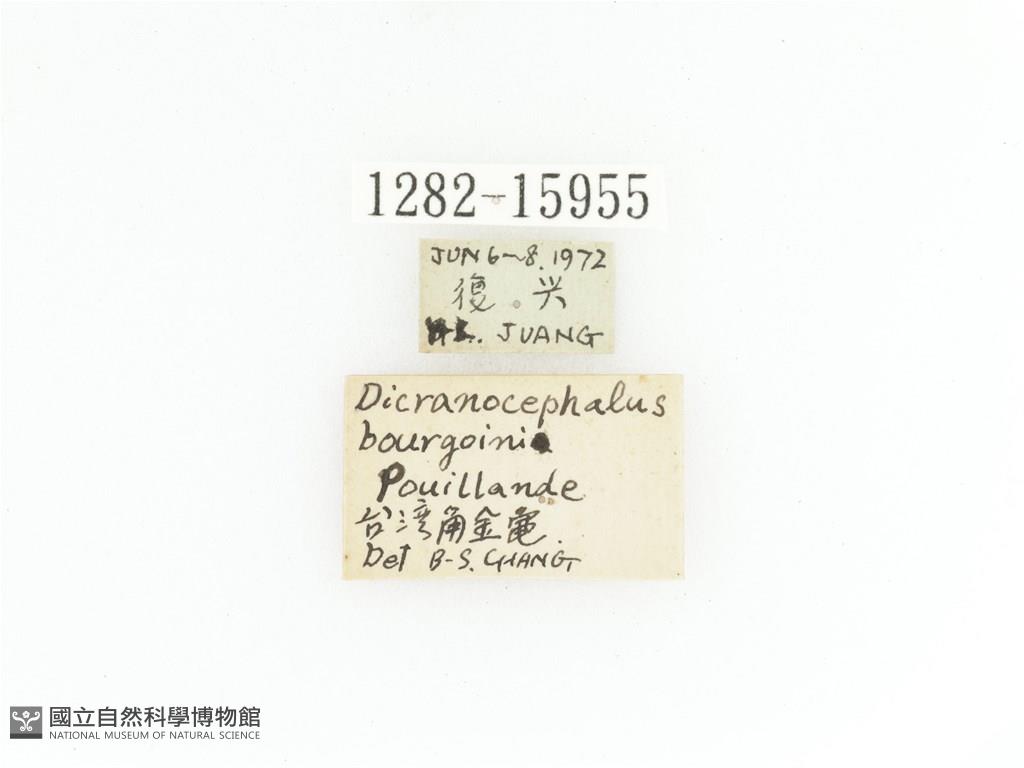 1282-15955
JUN 6~8. 1972
復 兴
JUANG
Dicranocephalus
bourgoini
Pouillande
台湾角金龜.
Det B-S. CHANG
國立自然科學博物館
NATIONAL MUSEUM OF NATURAL SCIENCE